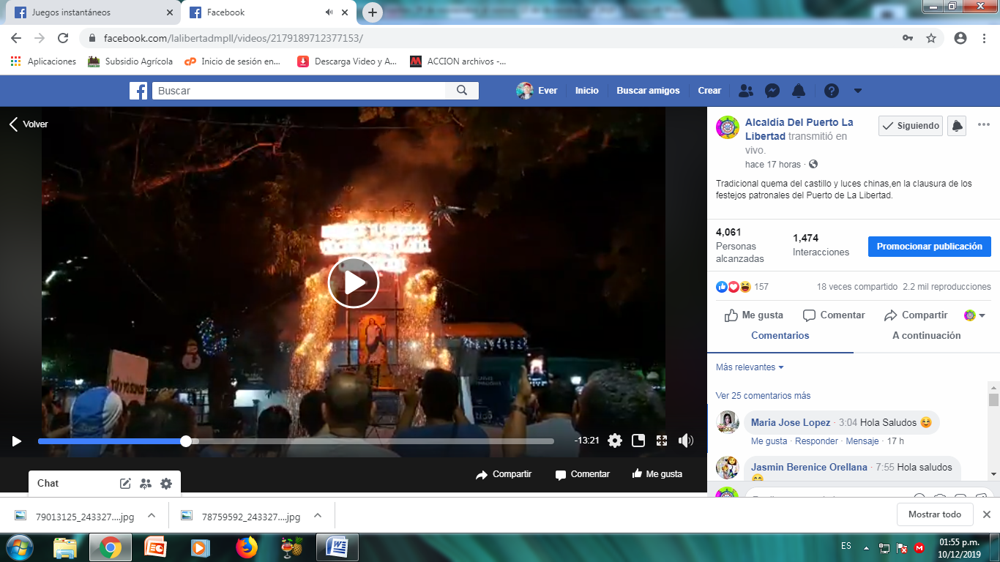 Juegos instantáneos
Facebook
facebook.com/lalibertadmpll/videos/2179189712377153/
Aplicaciones
Subsidio Agrícola
Inicio de sesión en...
Descarga Video y A...
ACCION archivos -...
Buscar
Ever
Inicio
Buscar amigos
Crear
Volver
-13:21
Compartir
Comentar
Me gusta
Chat
Alcaldía Del Puerto La
Libertad transmitió en
vivo.
hace 17 horas ·
Siguiendo
Tradicional quema del castillo y luces chinas,en la clausura de los
festejos patronales del Puerto de La Libertad.
4,061
Personas
alcanzadas
1,474
Interacciones
Promocionar publicación
157
18 veces compartido 2.2 mil reproducciones
Me gusta
Comentar
Compartir
Comentarios
A continuación
Más relevantes
Ver 25 comentarios más
Maria Jose Lopez · 3:04 Hola Saludos 😊
Me gusta · Responder · Mensaje · 17 h
Jasmin Berenice Orellana · 7:55 Hola saludos
79013125_243327....jpg
78759592_243327....jpg
Mostrar todo
ES
01:55 p.m.
10/12/2019